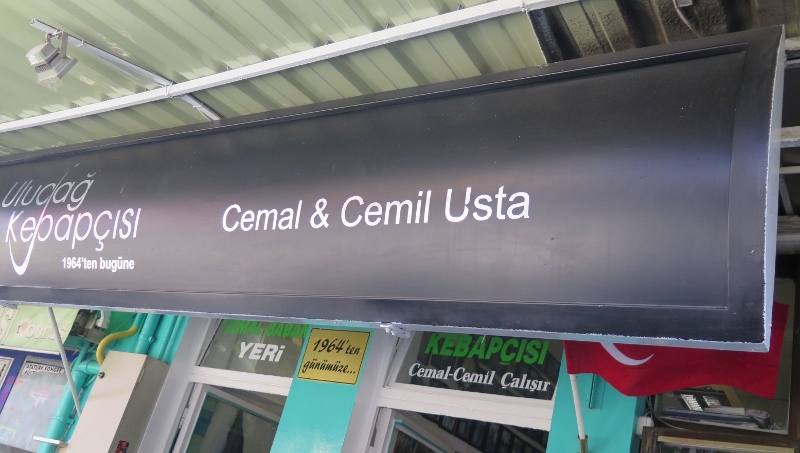 Uludağ
Kebapçısı
1964'ten bugüne
Cemal & Cemil Usta
YERİ
1964'ten
günümüze...
KEBAPÇISI
Cemal-Cemil Çalışır